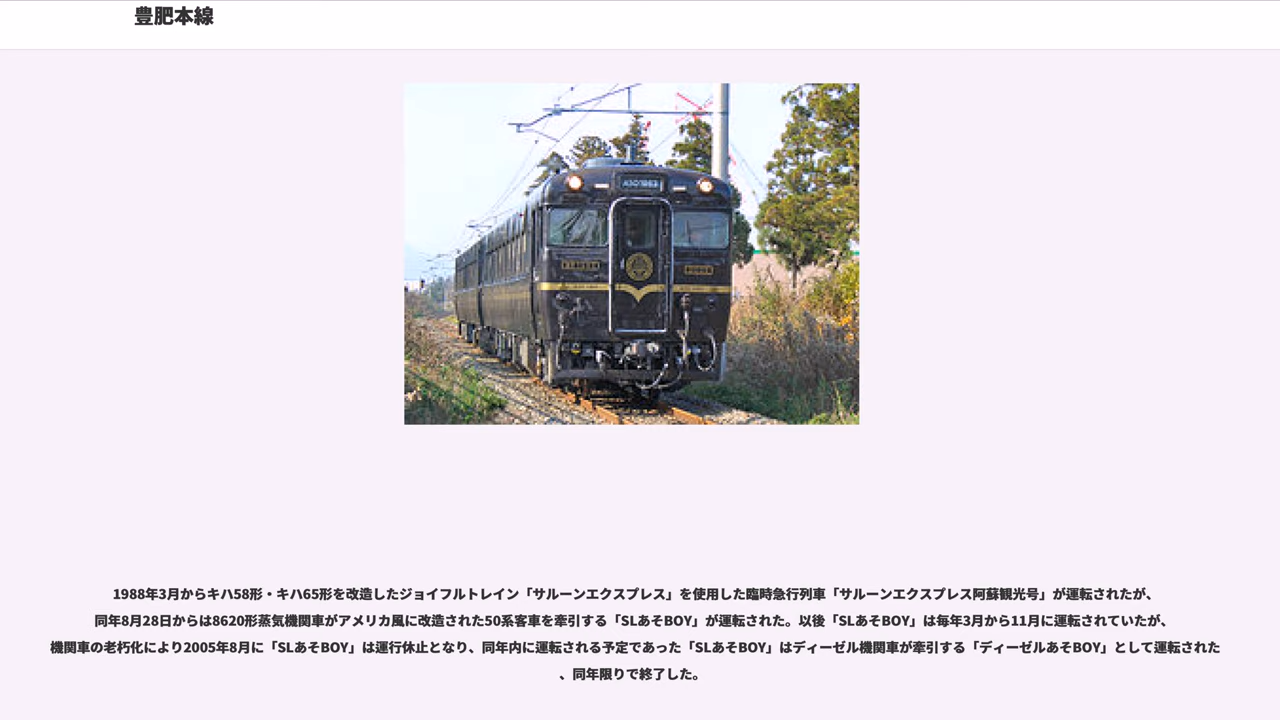 豊肥本線
ASO1962
1988年3月からキハ58形・キハ65形を改造したジョイフルトレイン「サルーンエクスプレス」を使用した臨時急行列車「サルーンエクスプレス阿蘇観光号」が運転されたが、
同年8月28日からは8620形蒸気機関車がアメリカ風に改造された50系客車を牽引する「SLあそBOY」が運転された。以後「SLあそBOY」は毎年3月から11月に運転されていたが、
機関車の老朽化により2005年8月に「SLあそBOY」は運行休止となり、同年内に運転される予定であった「SLあそBOY」はディーゼル機関車が牽引する「ディーゼルあそBOY」として運転された
、同年限りで終了した。